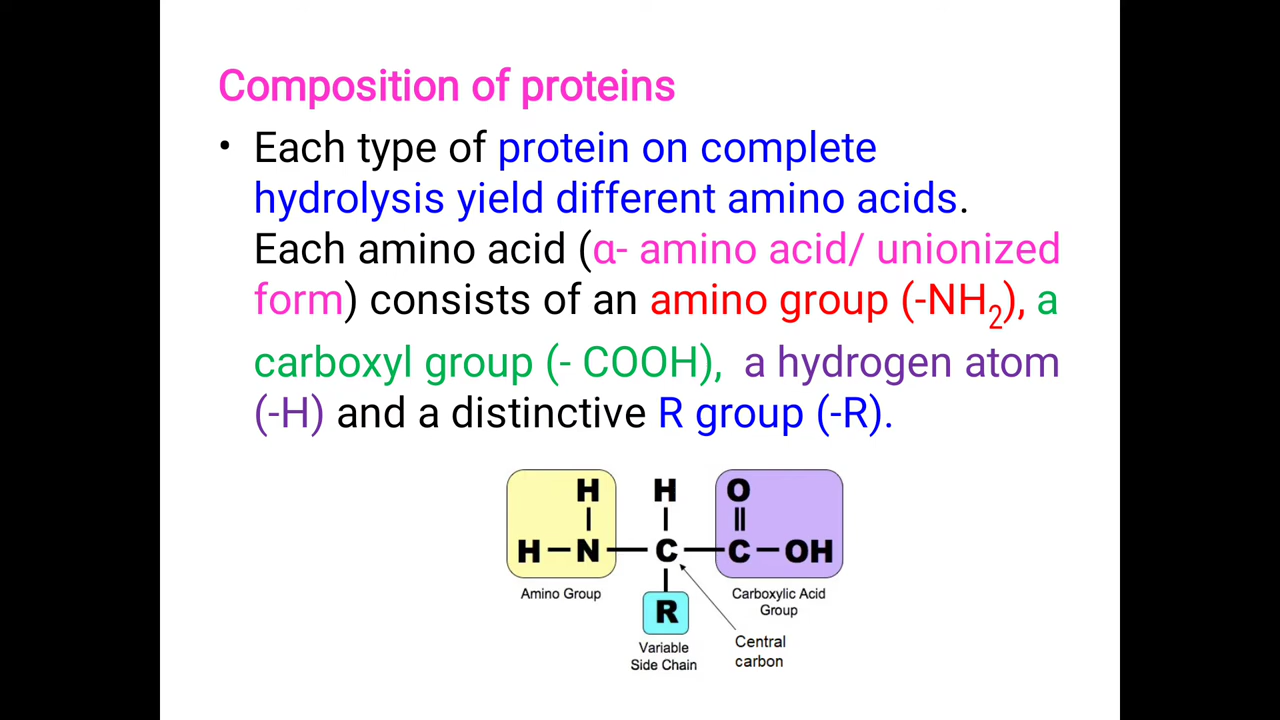 Composition of proteins
• Each type of protein on complete
hydrolysis yield different amino acids.
Each amino acid (α- amino acid/ unionized
form) consists of an amino group (-NH₂), a
carboxyl group (- COOH),  a hydrogen atom
(-H) and a distinctive R group (-R).
H H O
H – N – C – C – OH
Amino Group
R
Carboxylic Acid
Group
Variable
Side Chain
Central
carbon